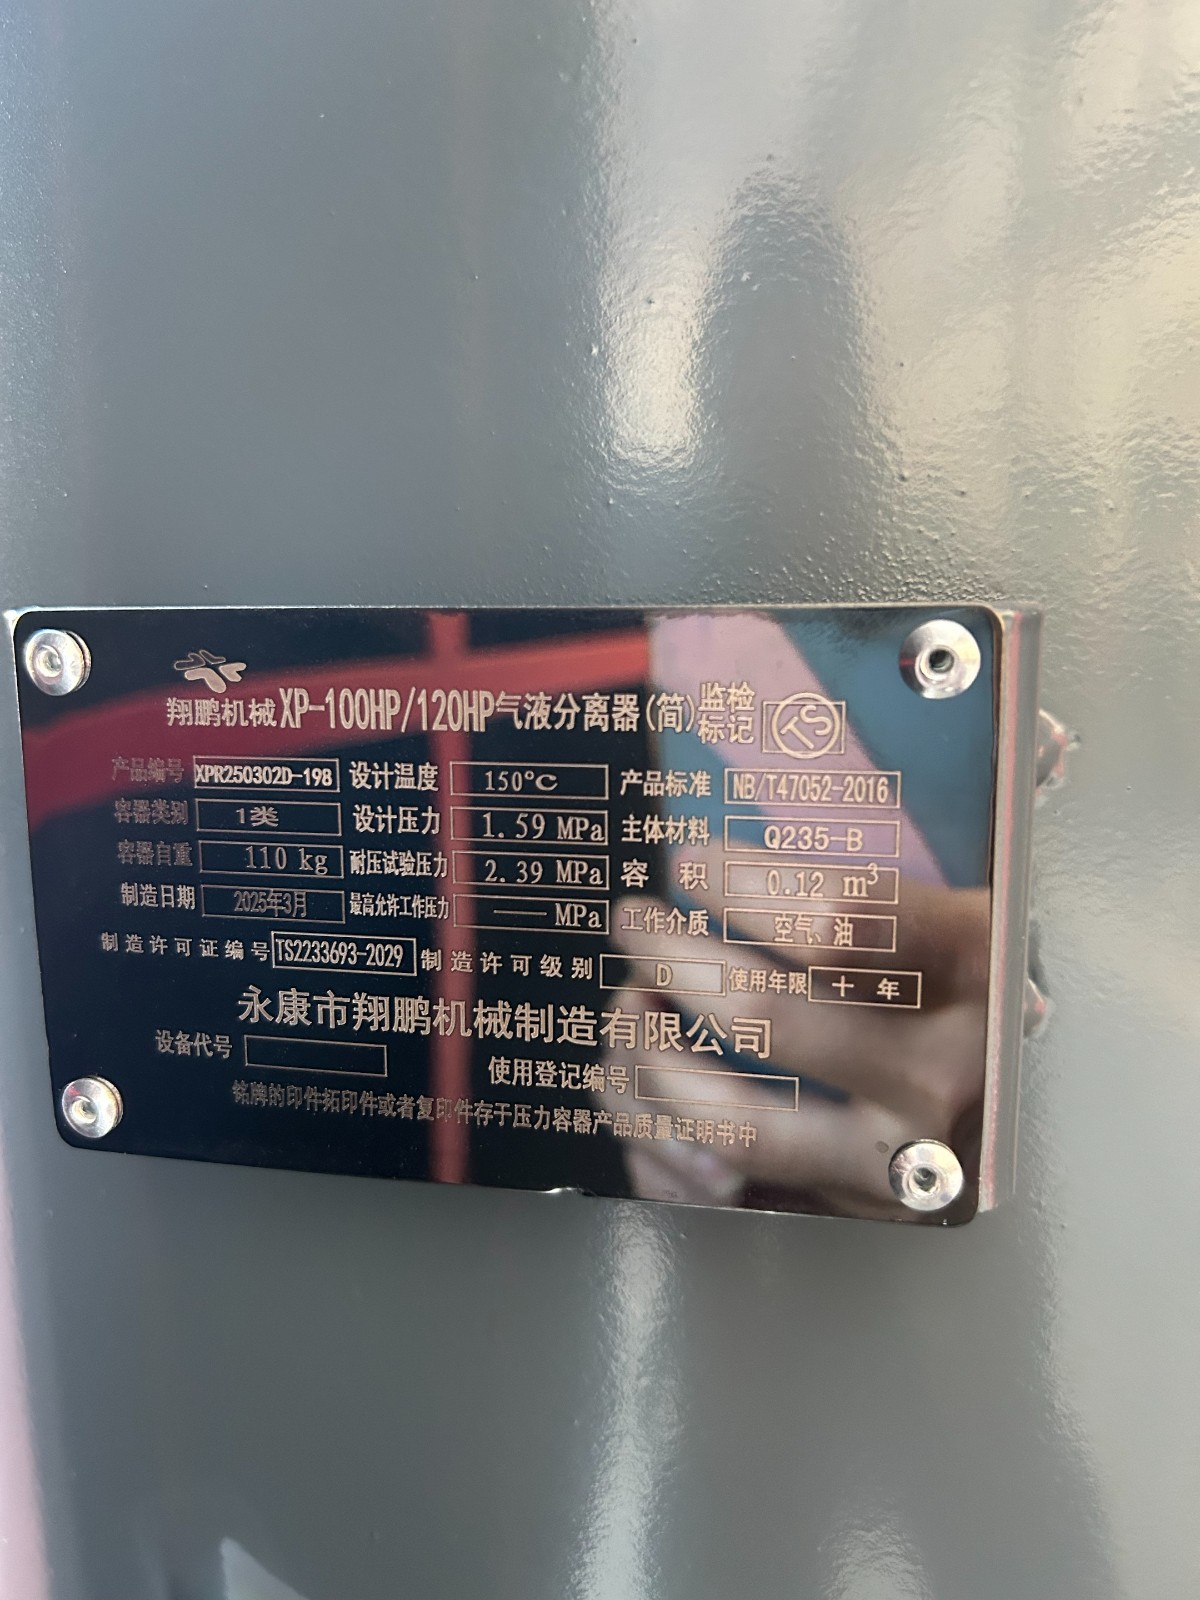 翔鹏机械 XP-100HP/120HP气液分离器(简) 监检标记 TS
产品编号 XPR250302D-198 设计温度 150℃ 产品标准 NB/T47052-2016
容器类别 1类 设计压力 1.59 MPa 主体材料 Q235-B
容器自重 110 kg 耐压试验压力 2.39 MPa 容 积 0.12 m³
制造日期 2025年3月 最高允许工作压力 —— MPa 工作介质 空气、油
制造许可证编号 TS2233693-2029 制造许可级别 D 使用年限 十 年
永康市翔鹏机械制造有限公司
设备代号 使用登记编号
铭牌的印件拓印件或者复印件存于压力容器产品质量证明书中